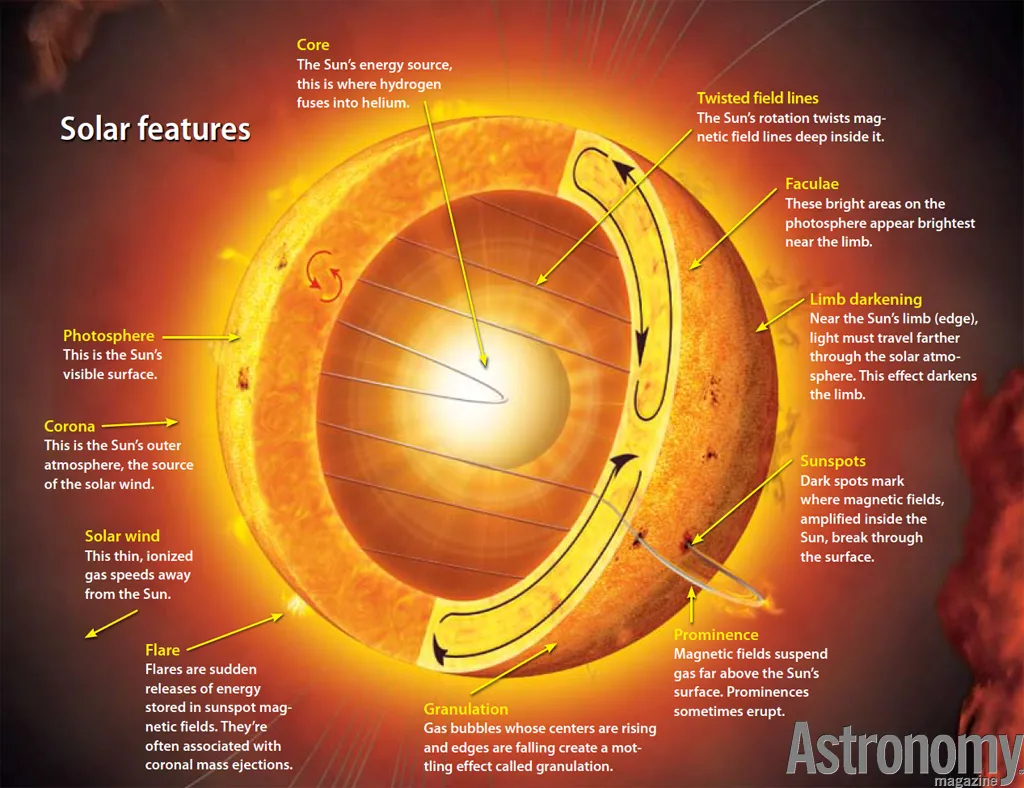 Solar features
Core
The Sun's energy source,
this is where hydrogen
fuses into helium.
Twisted field lines
The Sun's rotation twists mag-
netic field lines deep inside it.
Faculae
These bright areas on the
photosphere appear brightest
near the limb.
Limb darkening
Near the Sun's limb (edge),
light must travel farther
through the solar atmo-
sphere. This effect darkens
the limb.
Photosphere
This is the Sun's
visible surface.
Corona
This is the Sun's outer
atmosphere, the source
of the solar wind.
Sunspots
Dark spots mark
where magnetic fields,
amplified inside the
Sun, break through
the surface.
Solar wind
This thin, ionized
gas speeds away
from the Sun.
Flare
Flares are sudden
releases of energy
stored in sunspot mag-
netic fields. They're
often associated with
coronal mass ejections.
Granulation
Gas bubbles whose centers are rising
and edges are falling create a mot-
tling effect called granulation.
Prominence
Magnetic fields suspend
gas far above the Sun's
surface. Prominences
sometimes erupt.
Astronomy
magazine